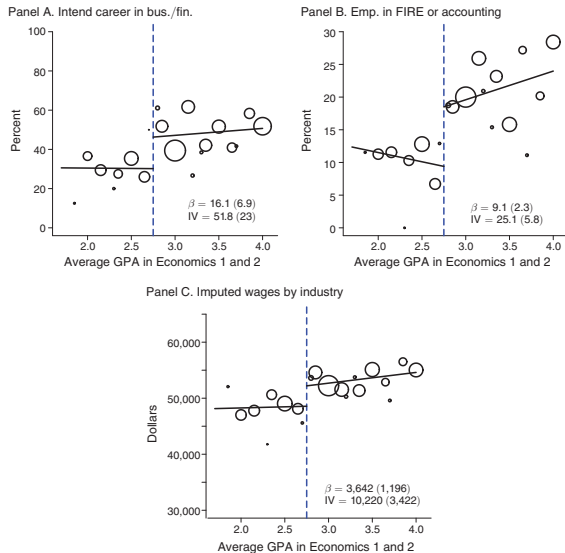 Panel A. Intend career in bus./fin.
100
80
60
40
20
0
Percent
2.0 2.5 3.0 3.5 4.0
Average GPA in Economics 1 and 2
β = 16.1 (6.9)
IV = 51.8 (23)
Panel B. Emp. in FIRE or accounting
30
25
20
15
10
5
0
Percent
2.0 2.5 3.0 3.5 4.0
Average GPA in Economics 1 and 2
β = 9.1 (2.3)
IV = 25.1 (5.8)
Panel C. Imputed wages by industry
60,000
50,000
40,000
30,000
Dollars
2.0 2.5 3.0 3.5 4.0
Average GPA in Economics 1 and 2
β = 3,642 (1,196)
IV = 10,220 (3,422)